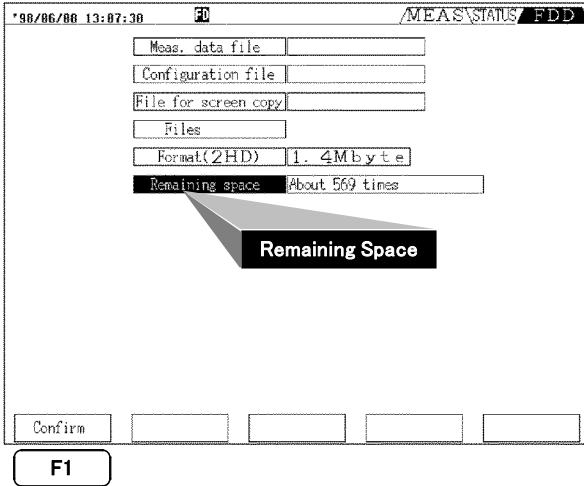 '98/06/08 13:07:30 FD MEAS STATUS FDD
Meas. data file
Configuration file
File for screen copy
Files
Format(2HD) 1.4Mbyte
Remaining space About 569 times
Remaining Space
Confirm
F1